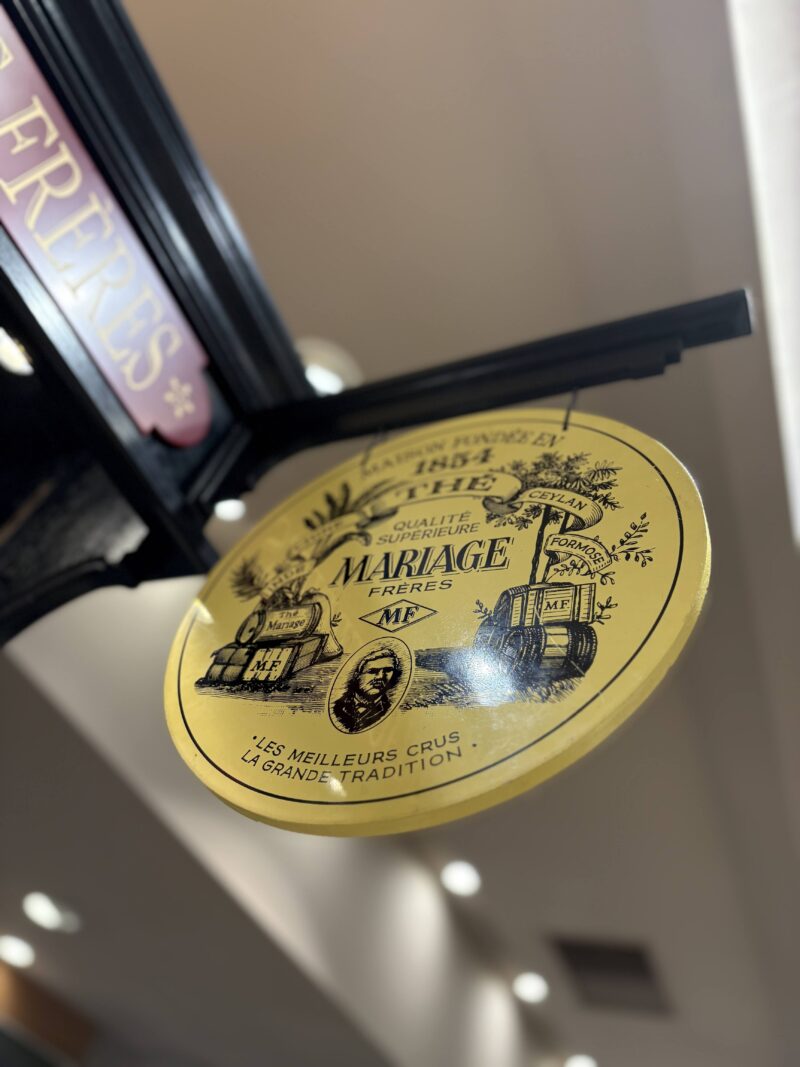 FRÈRES
MAISON FONDÉE EN
1854
THÉ
CEYLAN
FORMOSE
QUALITÉ
SUPÉRIEURE
MARIAGE
FRÈRES
MF
MF
Thé
Mariage
M.F.
·LES MEILLEURS CRUS
LA GRANDE TRADITION·